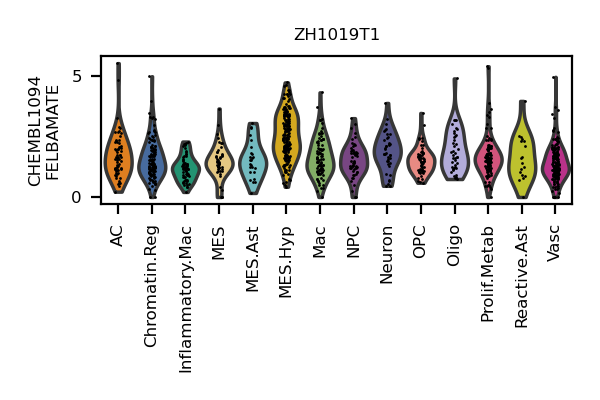 ZH1019T1
CHEMBL1094
FELBAMATE
5
0
AC
Chromatin.Reg
Inflammatory.Mac
MES
MES.Ast
MES.Hyp
Mac
NPC
Neuron
OPC
Oligo
Prolif.Metab
Reactive.Ast
Vasc